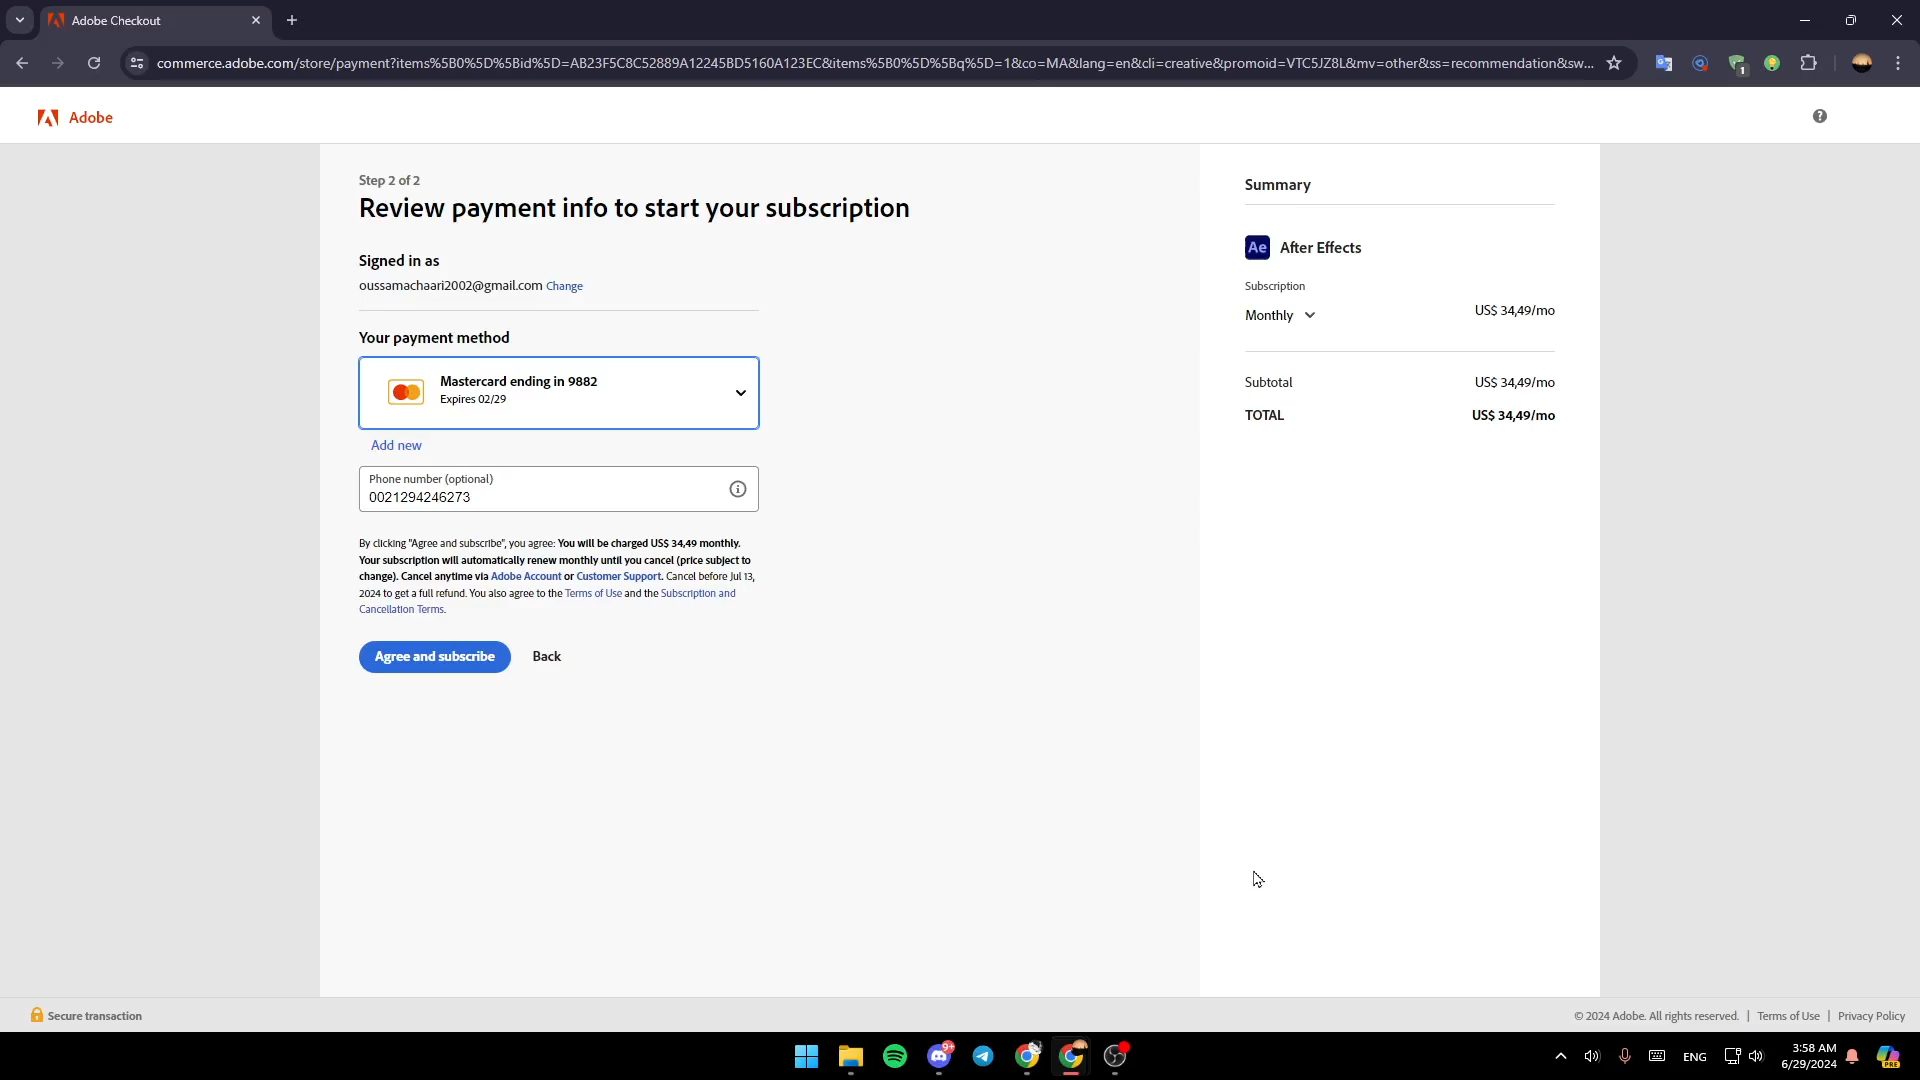 Adobe Checkout
commerce.adobe.com/store/payment?items%5B0%5D%5Bid%5D=AB23F5C8C52889A12245BD5160A123EC&items%5B0%5D%5Bq%5D=1&co=MA&lang=en&cli=creative&promoid=VTC5JZ8L&mv=other&ss=recommendation&sw...
1
Adobe
?
Step 2 of 2
Review payment info to start your subscription
Signed in as
oussamachaari2002@gmail.com Change
Your payment method
Mastercard ending in 9882
Expires 02/29
Add new
Phone number (optional)
0021294246273
By clicking "Agree and subscribe", you agree: You will be charged US$ 34,49 monthly.
Your subscription will automatically renew monthly until you cancel (price subject to
change). Cancel anytime via Adobe Account or Customer Support. Cancel before Jul 13,
2024 to get a full refund. You also agree to the Terms of Use and the Subscription and
Cancellation Terms.
Agree and subscribe
Back
Summary
Ae After Effects
Subscription
Monthly US$ 34,49/mo
Subtotal US$ 34,49/mo
TOTAL US$ 34,49/mo
Secure transaction
© 2024 Adobe. All rights reserved. | Terms of Use | Privacy Policy
9+
ENG
3:58 AM
6/29/2024
PRE